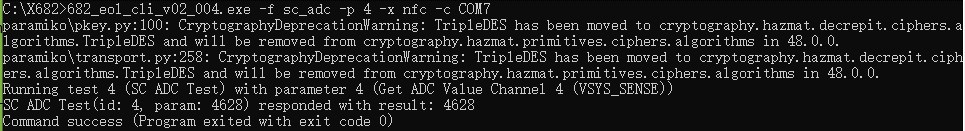 C:\X682>682_eol_cli_v02_004.exe -f sc_adc -p 4 -x nfc -c COM7
paramiko\pkey.py:100: CryptographyDeprecationWarning: TripleDES has been moved to cryptography.hazmat.decrepit.ciphers.a
lgorithms.TripleDES and will be removed from cryptography.hazmat.primitives.ciphers.algorithms in 48.0.0.
paramiko\transport.py:258: CryptographyDeprecationWarning: TripleDES has been moved to cryptography.hazmat.decrepit.ciph
ers.algorithms.TripleDES and will be removed from cryptography.hazmat.primitives.ciphers.algorithms in 48.0.0.
Running test 4 (SC ADC Test) with parameter 4 (Get ADC Value Channel 4 (VSYS_SENSE))
SC ADC Test(id: 4, param: 4628) responded with result: 4628
Command success (Program exited with exit code 0)